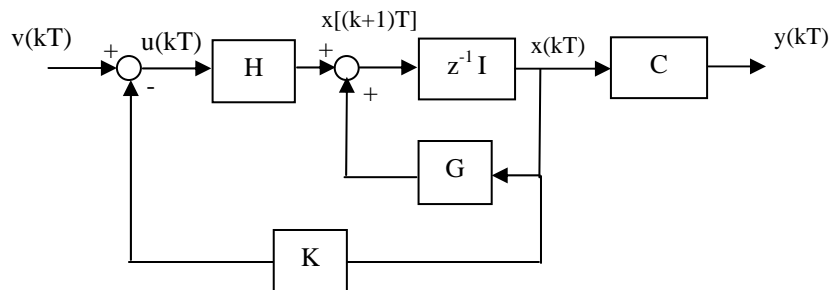 x[(k+1)T]
v(kT) + u(kT) + x(kT) y(kT)
H z⁻¹ I C
- +
G
K